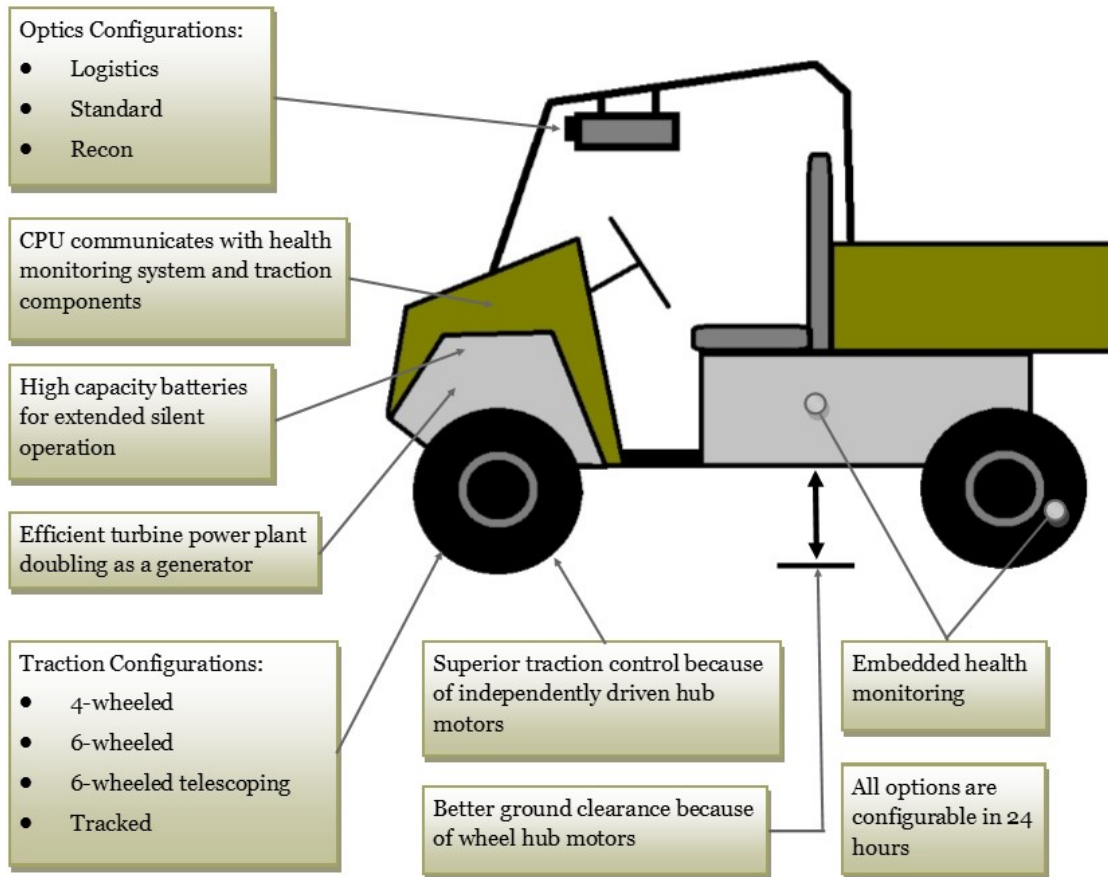 Optics Configurations:
● Logistics
● Standard
● Recon
CPU communicates with health
monitoring system and traction
components
High capacity batteries
for extended silent
operation
Efficient turbine power plant
doubling as a generator
Traction Configurations:
● 4-wheeled
● 6-wheeled
● 6-wheeled telescoping
● Tracked
Superior traction control because
of independently driven hub
motors
Better ground clearance because
of wheel hub motors
Embedded health
monitoring
All options are
configurable in 24
hours